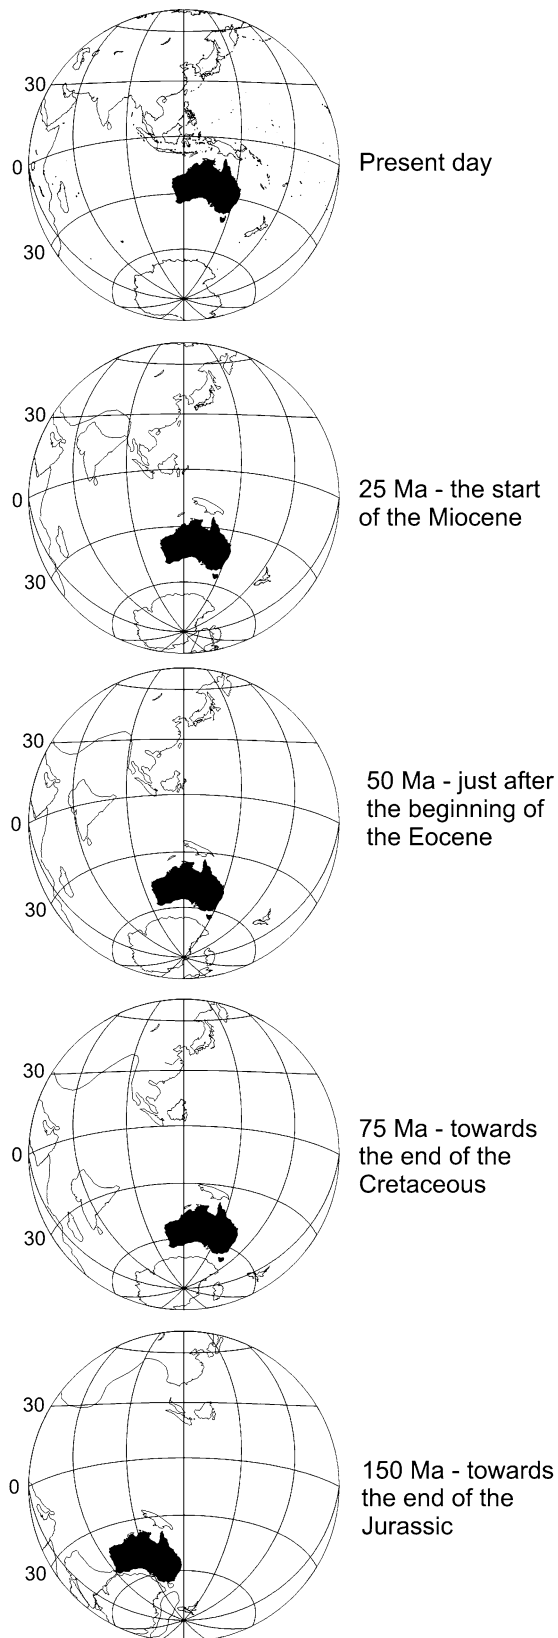 30
0
Present day
30
30
0
25 Ma - the start
of the Miocene
30
30
0
50 Ma - just after
the beginning of
the Eocene
30
30
0
75 Ma - towards
the end of the
Cretaceous
30
30
0
150 Ma - towards
the end of the
Jurassic
30